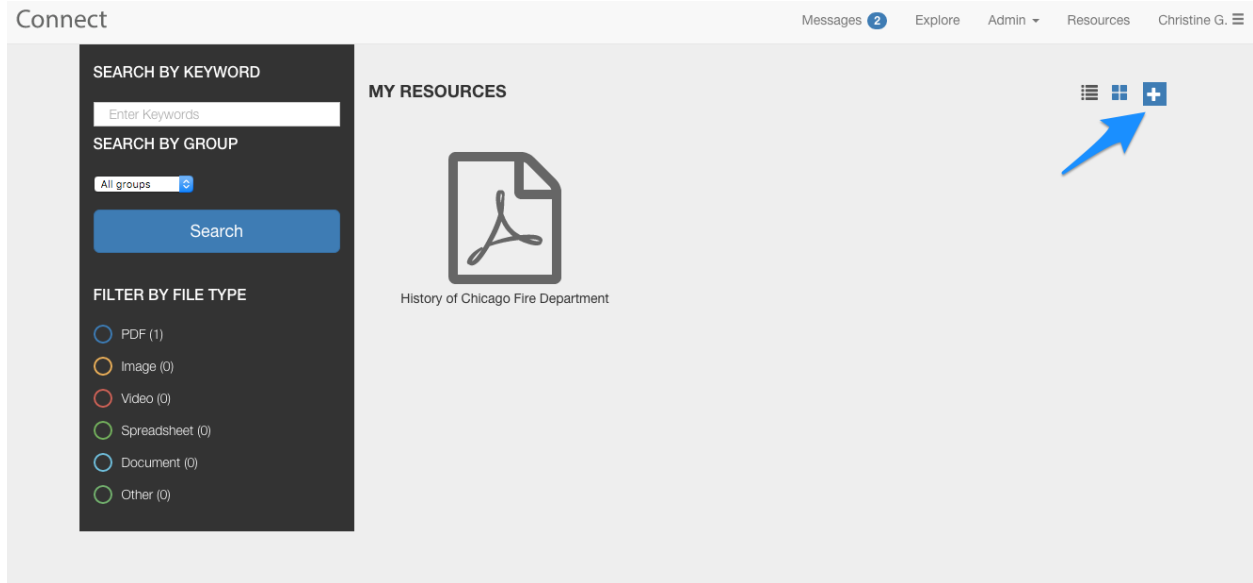 Connect
Messages 2 Explore Admin Resources Christine G.
SEARCH BY KEYWORD
Enter Keywords
SEARCH BY GROUP
All groups
Search
FILTER BY FILE TYPE
PDF (1)
Image (0)
Video (0)
Spreadsheet (0)
Document (0)
Other (0)
MY RESOURCES
History of Chicago Fire Department